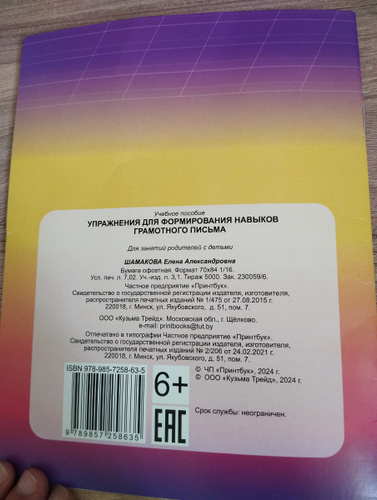 Учебное пособие
УПРАЖНЕНИЯ ДЛЯ ФОРМИРОВАНИЯ НАВЫКОВ
ГРАМОТНОГО ПИСЬМА
Для занятий родителей с детьми
ШАМАКОВА Елена Александровна
Бумага офсетная. Формат 70х84 1/16.
Усл. печ. л. 7,02. Уч.-изд. л. 3,1. Тираж 5000. Зак. 230059/6.
Частное предприятие «Принтбук».
Свидетельство о государственной регистрации издателя, изготовителя,
распространителя печатных изданий № 1/475 от 27.08.2015 г.
220018, г. Минск, ул. Якубовского, д. 51, пом. 7.
ООО «Кузьма Трейд». Московская обл., г. Щёлково.
e-mail: printbooks@tut.by
Отпечатано в типографии Частное предприятие «Принтбук».
Свидетельство о государственной регистрации издателя, изготовителя,
распространителя печатных изданий № 2/206 от 24.02.2021 г.
220018, г. Минск, ул. Якубовского, д. 51, пом. 7.
ISBN 978-985-7258-63-5
9 789857 258635
6+
EAC
© ЧП «Принтбук», 2024 г.
© ООО «Кузьма Трейд», 2024 г.
Срок службы: неограничен.